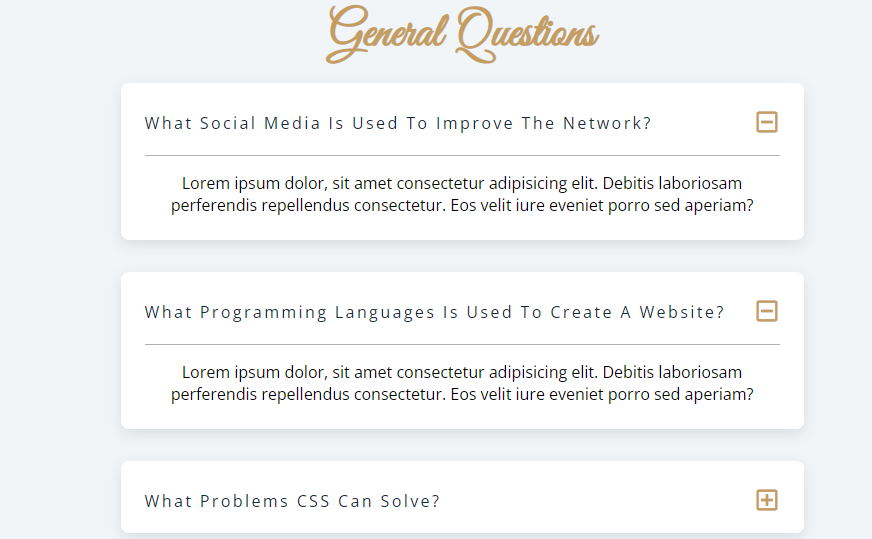 General Questions
What Social Media Is Used To Improve The Network?
Lorem ipsum dolor, sit amet consectetur adipisicing elit. Debitis laboriosam
perferendis repellendus consectetur. Eos velit iure eveniet porro sed aperiam?
What Programming Languages Is Used To Create A Website?
Lorem ipsum dolor, sit amet consectetur adipisicing elit. Debitis laboriosam
perferendis repellendus consectetur. Eos velit iure eveniet porro sed aperiam?
What Problems CSS Can Solve?